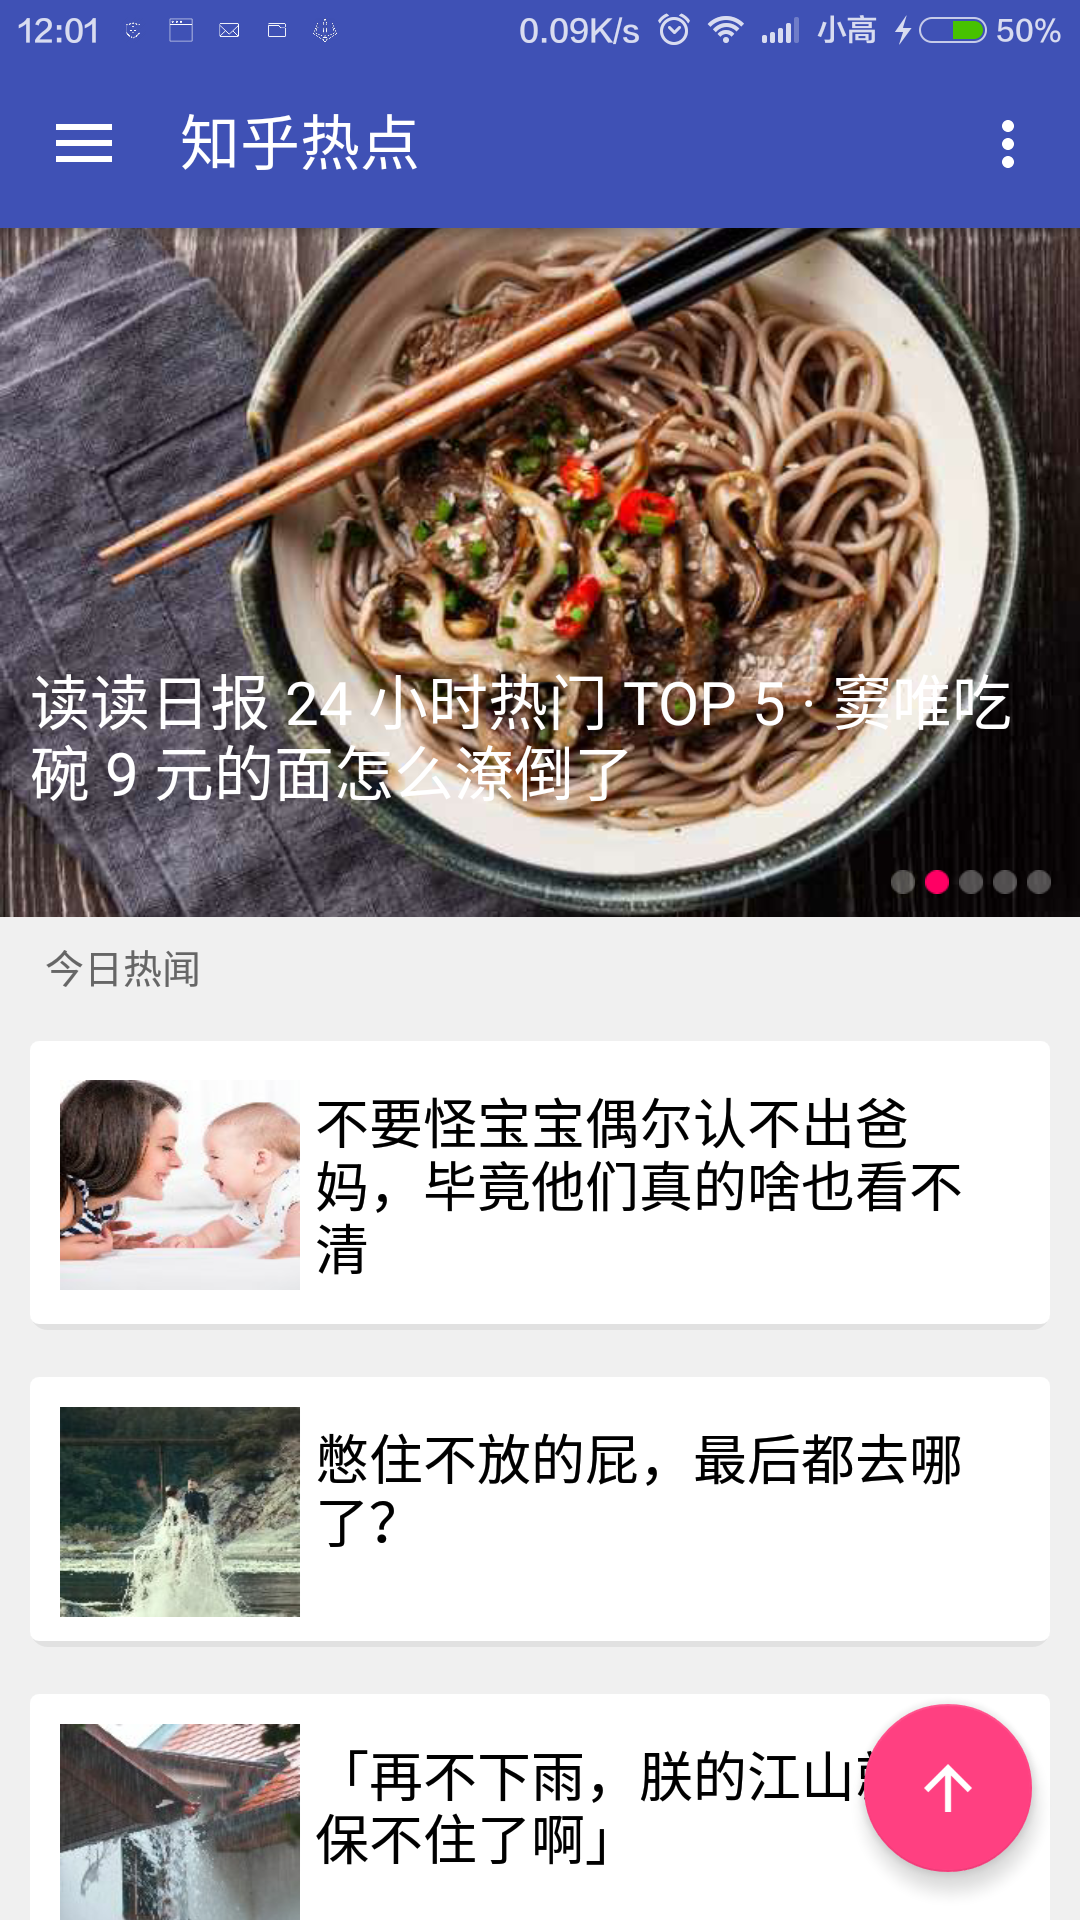 12:01 0.09K/s 小高 50%
知乎热点
读读日报 24 小时热门 TOP 5 · 窦唯吃
碗 9 元的面怎么潦倒了
今日热闻
不要怪宝宝偶尔认不出爸
妈，毕竟他们真的啥也看不
清
憋住不放的屁，最后都去哪
了？
「再不下雨，朕的江山
保不住了啊」